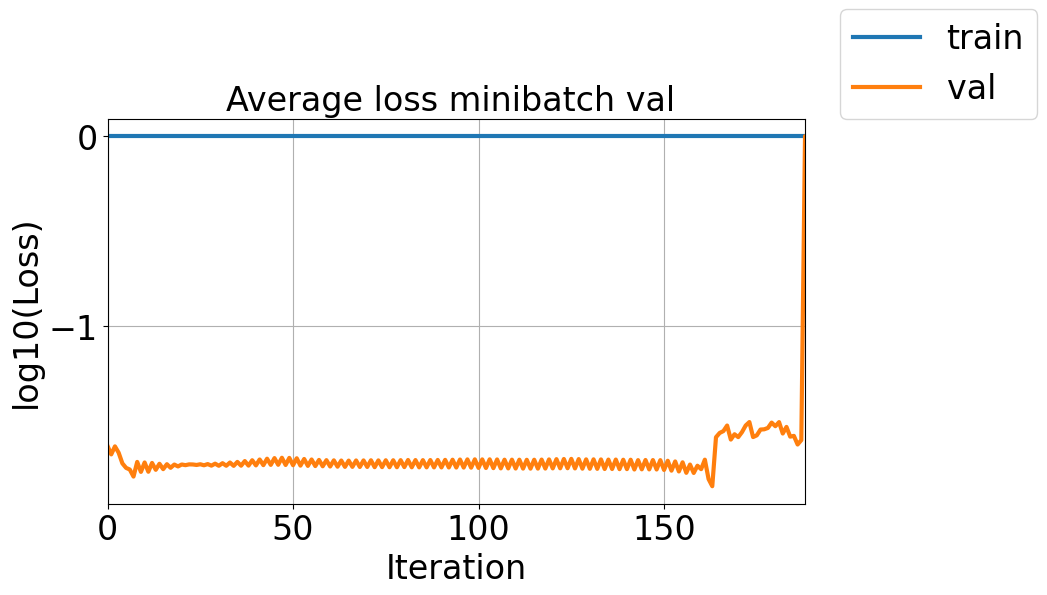 train
val
Average loss minibatch val
0
−1
log10(Loss)
0
50
100
150
Iteration